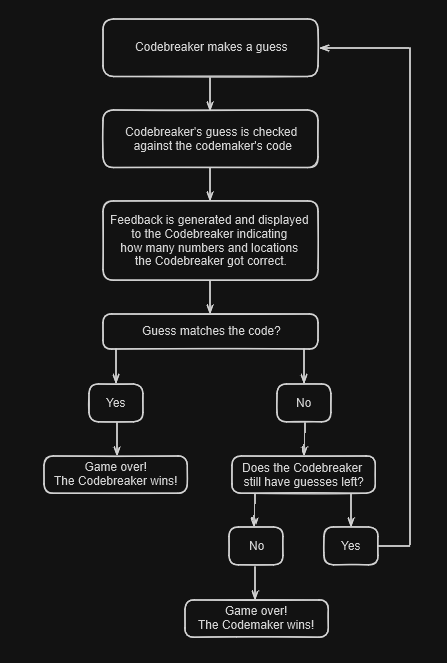 Codebreaker makes a guess
Codebreaker's guess is checked
against the codemaker's code
Feedback is generated and displayed
to the Codebreaker indicating
how many numbers and locations
the Codebreaker got correct.
Guess matches the code?
Yes
No
Game over!
The Codebreaker wins!
Does the Codebreaker
still have guesses left?
No
Yes
Game over!
The Codemaker wins!